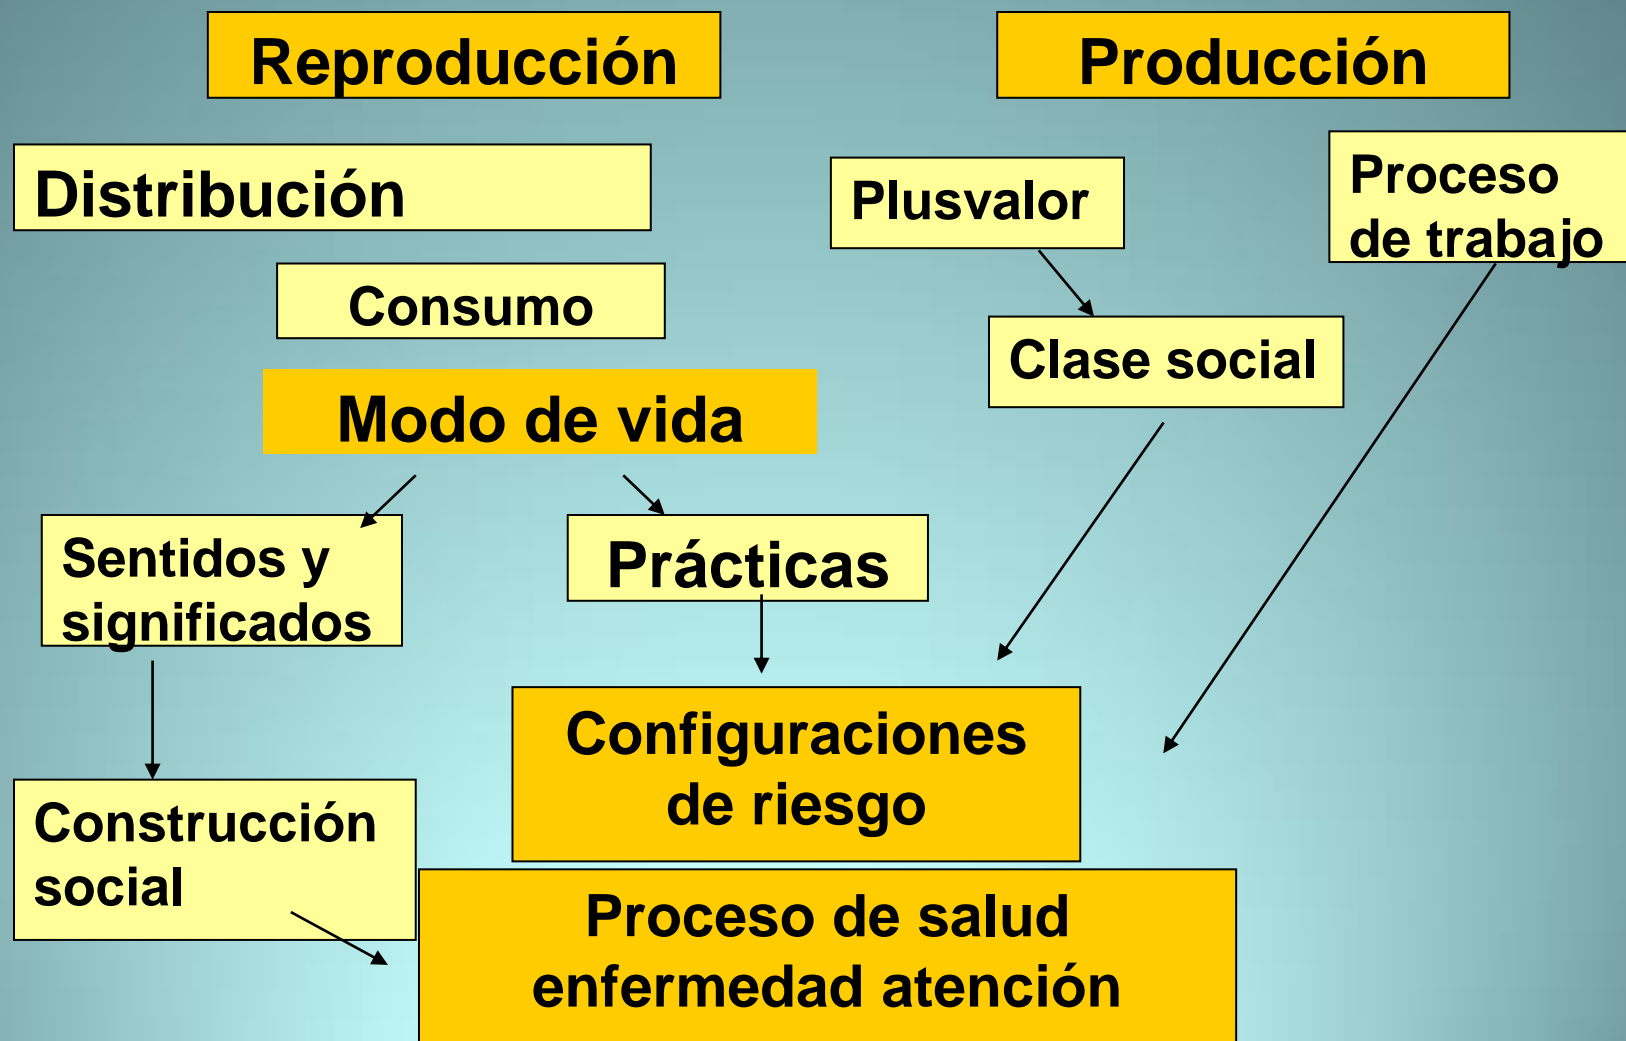 Reproducción
Producción
Distribución
Plusvalor
Proceso
de trabajo
Consumo
Clase social
Modo de vida
Sentidos y
significados
Prácticas
Configuraciones
de riesgo
Construcción
social
Proceso de salud
enfermedad atención